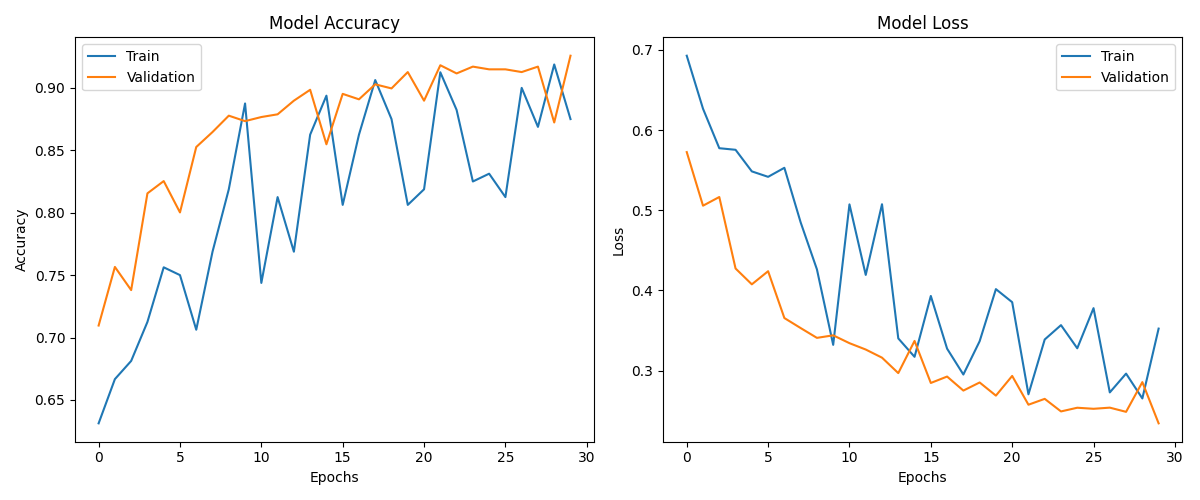 Model Accuracy
Train
Validation
0.90
0.85
0.80
0.75
0.70
0.65
Accuracy
0 5 10 15 20 25 30
Epochs
Model Loss
Train
Validation
0.7
0.6
0.5
0.4
0.3
Loss
0 5 10 15 20 25 30
Epochs